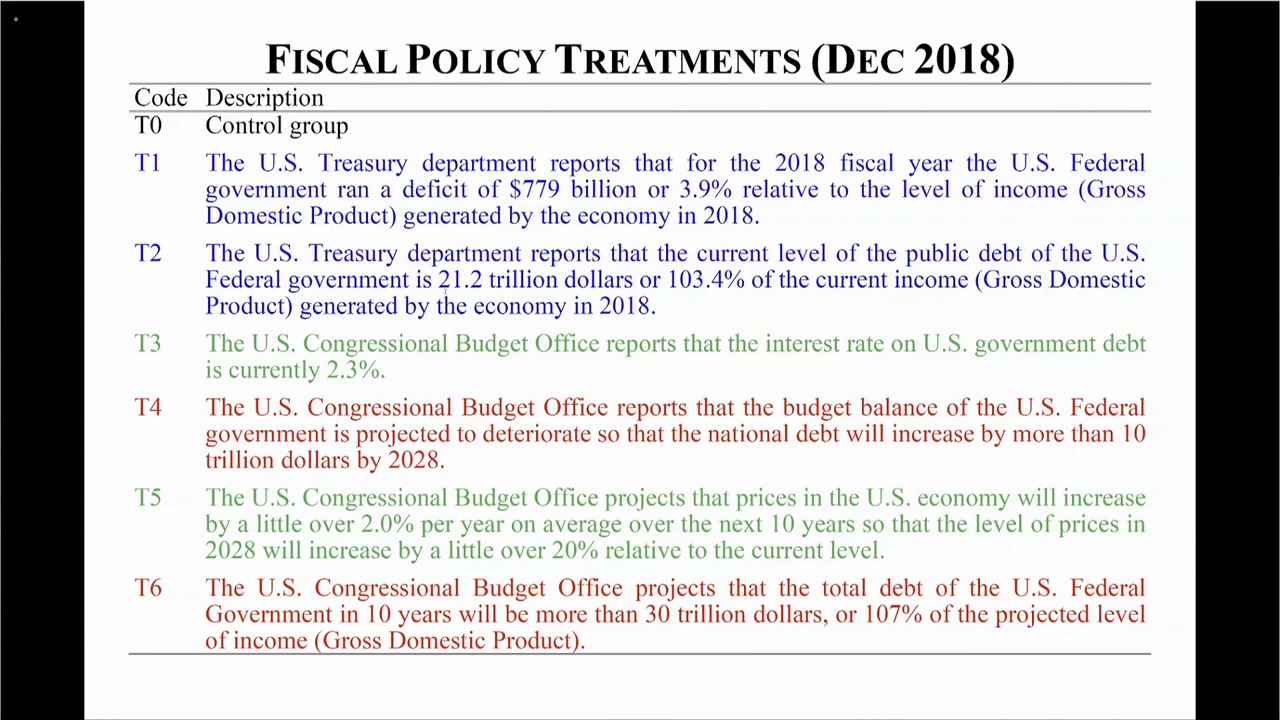 FISCAL POLICY TREATMENTS (DEC 2018)
Code Description
T0 Control group
T1 The U.S. Treasury department reports that for the 2018 fiscal year the U.S. Federal
government ran a deficit of $779 billion or 3.9% relative to the level of income (Gross
Domestic Product) generated by the economy in 2018.
T2 The U.S. Treasury department reports that the current level of the public debt of the U.S.
Federal government is 21.2 trillion dollars or 103.4% of the current income (Gross Domestic
Product) generated by the economy in 2018.
T3 The U.S. Congressional Budget Office reports that the interest rate on U.S. government debt
is currently 2.3%.
T4 The U.S. Congressional Budget Office reports that the budget balance of the U.S. Federal
government is projected to deteriorate so that the national debt will increase by more than 10
trillion dollars by 2028.
T5 The U.S. Congressional Budget Office projects that prices in the U.S. economy will increase
by a little over 2.0% per year on average over the next 10 years so that the level of prices in
2028 will increase by a little over 20% relative to the current level.
T6 The U.S. Congressional Budget Office projects that the total debt of the U.S. Federal
Government in 10 years will be more than 30 trillion dollars, or 107% of the projected level
of income (Gross Domestic Product).